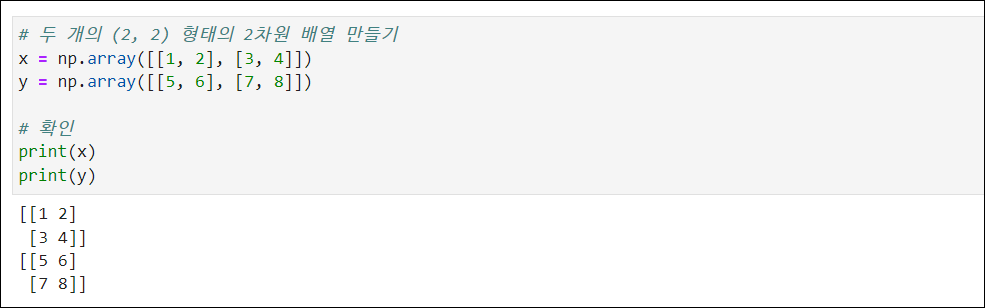 # 두 개의 (2, 2) 형태의 2차원 배열 만들기
x = np.array([[1, 2], [3, 4]])
y = np.array([[5, 6], [7, 8]])
# 확인
print(x)
print(y)
[[1 2]
 [3 4]]
[[5 6]
 [7 8]]